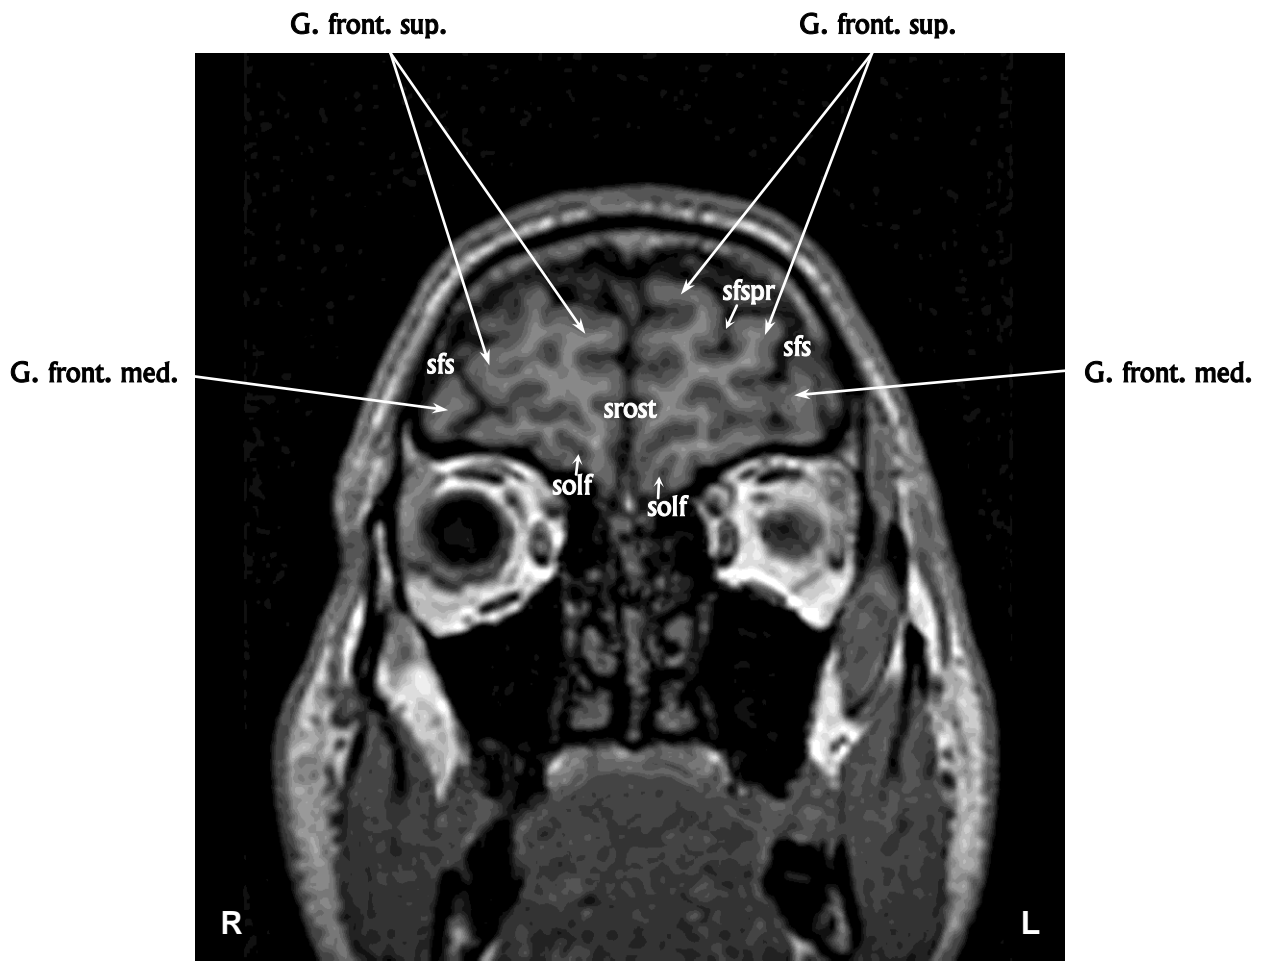 G. front. sup. G. front. sup.
sfspr
sfs
sfs
G. front. med. G. front. med.
srost
solf
solf
R L